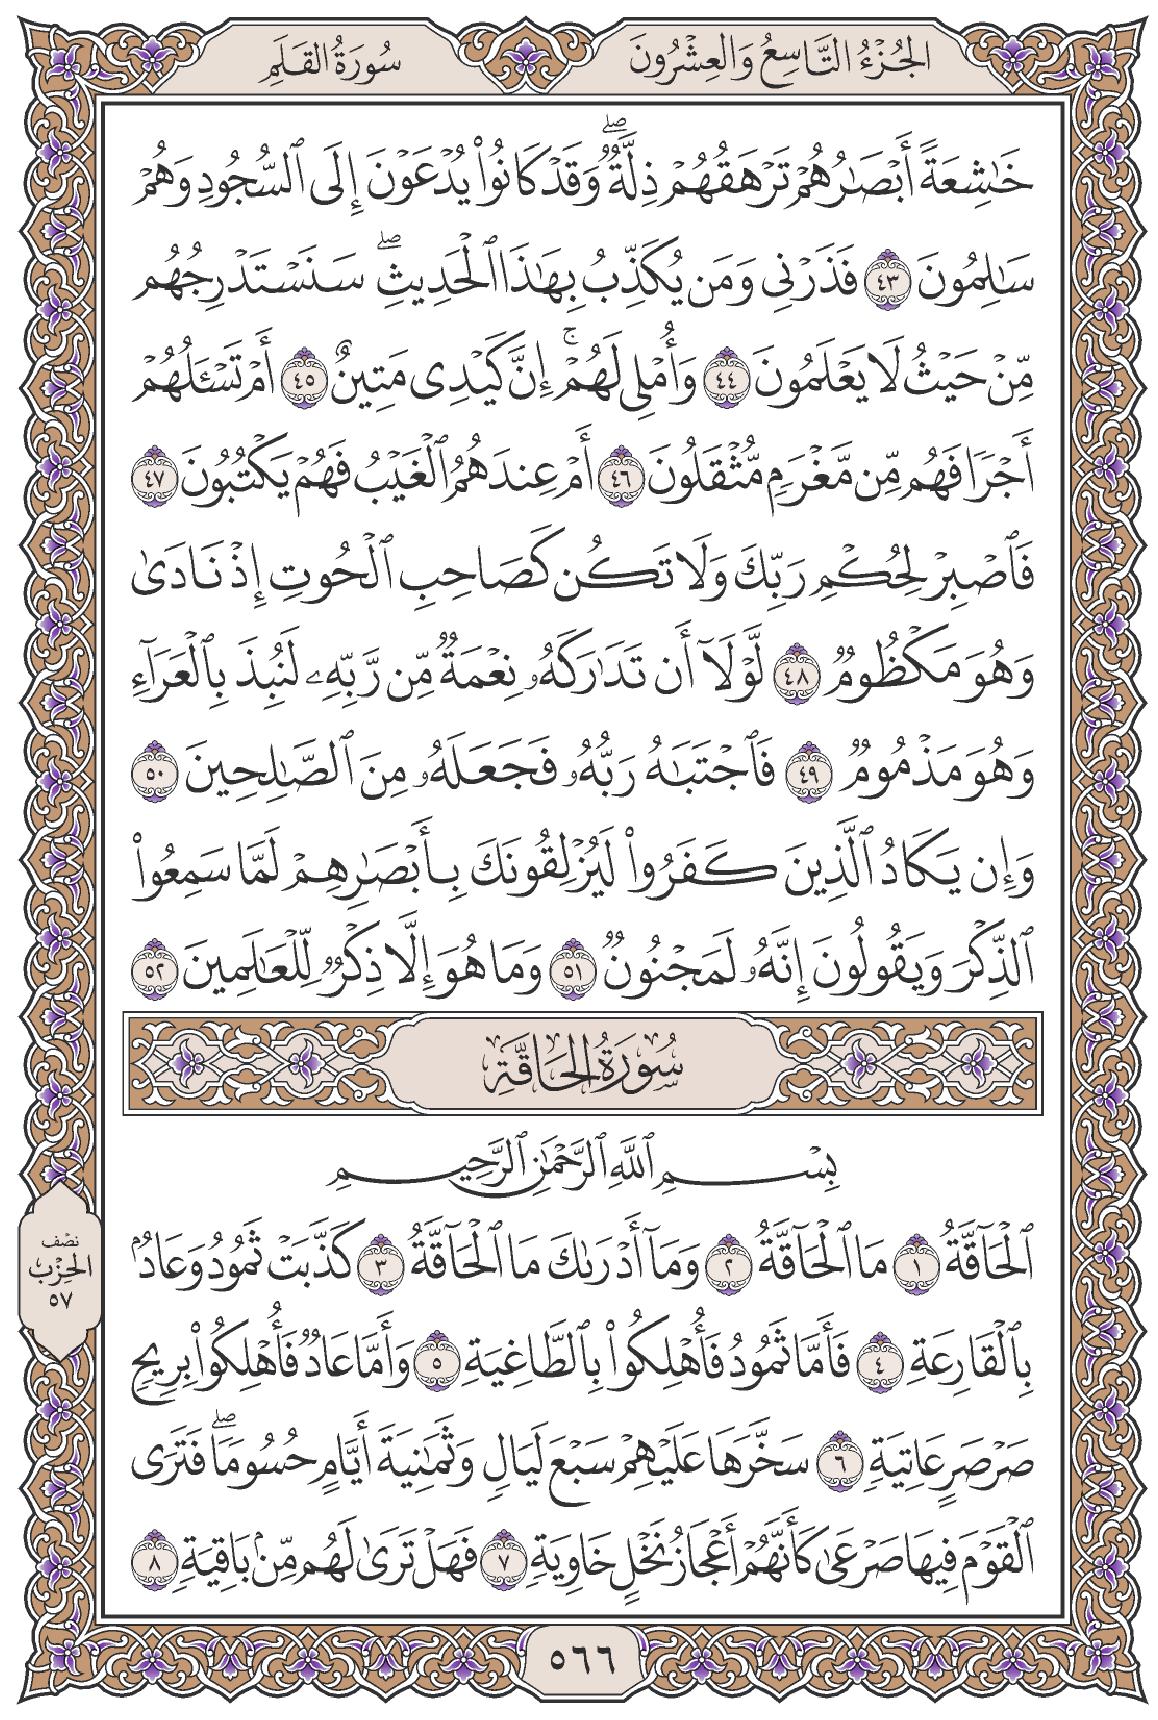 الجُزْءُ التَّاسِعُ وَالعِشْرُونَ
سُورَةُ القَلَمِ
خَٰشِعَةً أَبْصَٰرُهُمْ تَرْهَقُهُمْ ذِلَّةٌۖ وَقَدْ كَانُوا۟ يُدْعَوْنَ إِلَى ٱلسُّجُودِ وَهُمْ
سَٰلِمُونَ ٤٣ فَذَرْنِى وَمَن يُكَذِّبُ بِهَٰذَا ٱلْحَدِيثِۖ سَنَسْتَدْرِجُهُم
مِّنْ حَيْثُ لَا يَعْلَمُونَ ٤٤ وَأُمْلِى لَهُمْۚ إِنَّ كَيْدِى مَتِينٌ ٤٥ أَمْ تَسْـَٔلُهُمْ
أَجْرًا فَهُم مِّن مَّغْرَمٍ مُّثْقَلُونَ ٤٦ أَمْ عِندَهُمُ ٱلْغَيْبُ فَهُمْ يَكْتُبُونَ ٤٧
فَٱصْبِرْ لِحُكْمِ رَبِّكَ وَلَا تَكُن كَصَاحِبِ ٱلْحُوتِ إِذْ نَادَىٰ
وَهُوَ مَكْظُومٌ ٤٨ لَّوْلَآ أَن تَدَٰرَكَهُۥ نِعْمَةٌ مِّن رَّبِّهِۦ لَنُبِذَ بِٱلْعَرَآءِ
وَهُوَ مَذْمُومٌ ٤٩ فَٱجْتَبَٰهُ رَبُّهُۥ فَجَعَلَهُۥ مِنَ ٱلصَّٰلِحِينَ ٥٠
وَإِن يَكَادُ ٱلَّذِينَ كَفَرُوا۟ لَيُزْلِقُونَكَ بِأَبْصَٰرِهِمْ لَمَّا سَمِعُوا۟
ٱلذِّكْرَ وَيَقُولُونَ إِنَّهُۥ لَمَجْنُونٌ ٥١ وَمَا هُوَ إِلَّا ذِكْرٌ لِّلْعَٰلَمِينَ ٥٢
سُورَةُ الحَاقَّةِ
بِسْمِ ٱللَّهِ ٱلرَّحْمَٰنِ ٱلرَّحِيمِ
ٱلْحَآقَّةُ ١ مَا ٱلْحَآقَّةُ ٢ وَمَآ أَدْرَىٰكَ مَا ٱلْحَآقَّةُ ٣ كَذَّبَتْ ثَمُودُ وَعَادٌۢ
بِٱلْقَارِعَةِ ٤ فَأَمَّا ثَمُودُ فَأُهْلِكُوا۟ بِٱلطَّاغِيَةِ ٥ وَأَمَّا عَادٌ فَأُهْلِكُوا۟ بِرِيحٍ
صَرْصَرٍ عَاتِيَةٍ ٦ سَخَّرَهَا عَلَيْهِمْ سَبْعَ لَيَالٍ وَثَمَٰنِيَةَ أَيَّامٍ حُسُومًاۖ فَتَرَى
ٱلْقَوْمَ فِيهَا صَرْعَىٰ كَأَنَّهُمْ أَعْجَازُ نَخْلٍ خَاوِيَةٍ ٧ فَهَلْ تَرَىٰ لَهُم مِّنۢ بَاقِيَةٍ ٨
نصف
الحِزْب
٥٧
٥٦٦